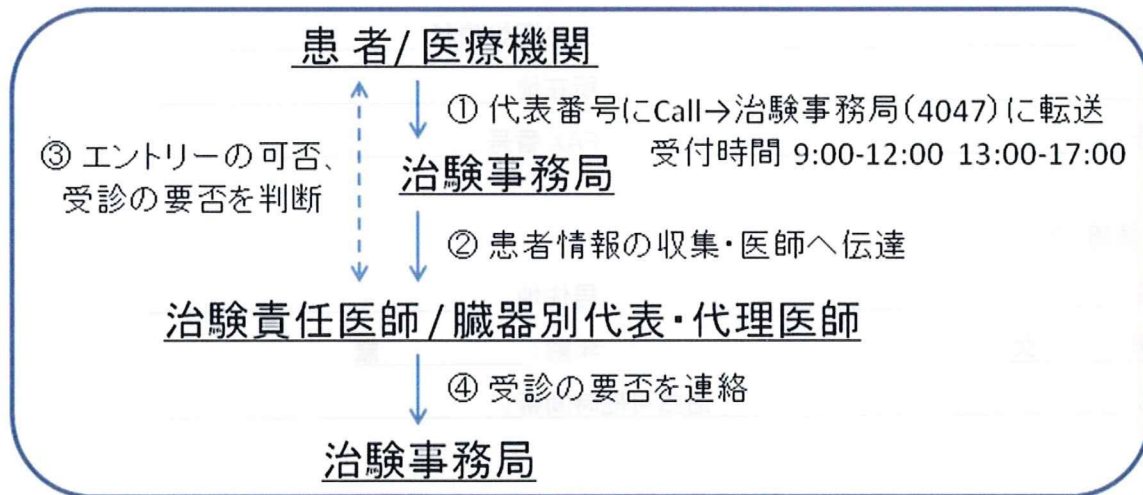 患 者/ 医療機関
① 代表番号にCall→治験事務局(4047)に転送
受付時間 9:00-12:00 13:00-17:00
③ エントリーの可否、
受診の要否を判断
治験事務局
② 患者情報の収集・医師へ伝達
治験責任医師 / 臓器別代表・代理医師
④ 受診の要否を連絡
治験事務局